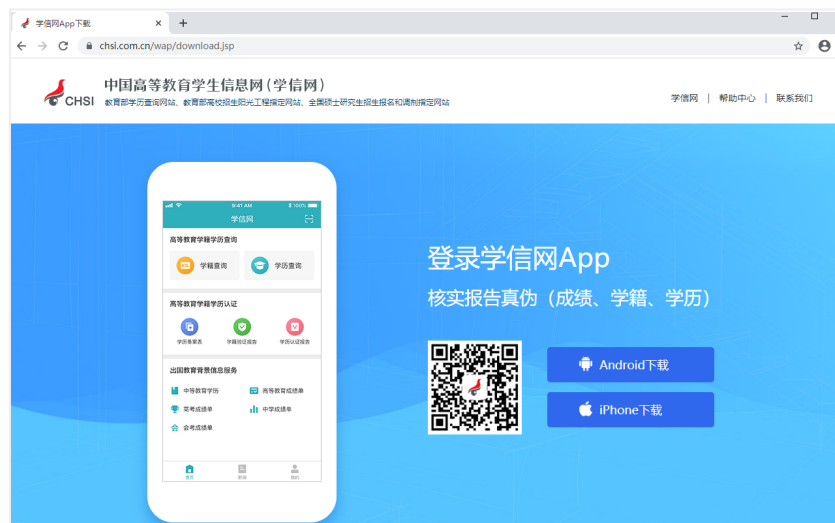 学信网App下载
chsi.com.cn/wap/download.jsp
CHSI
中国高等教育学生信息网(学信网)
教育部学历查询网站、教育部高校招生阳光工程指定网站、全国硕士研究生招生报名和调剂指定网站
学信网 | 帮助中心 | 联系我们
9:41 AM 100%
学信网
高等教育学籍学历查询
学籍查询 学历查询
高等教育学籍学历认证
学历备案表 学籍验证报告 学历认证报告
出国教育背景信息服务
中等教育学历 高等教育成绩单
高考成绩单 中学成绩单
会考成绩单
首页 我的
登录学信网App
核实报告真伪(成绩、学籍、学历)
Android下载
iPhone下载